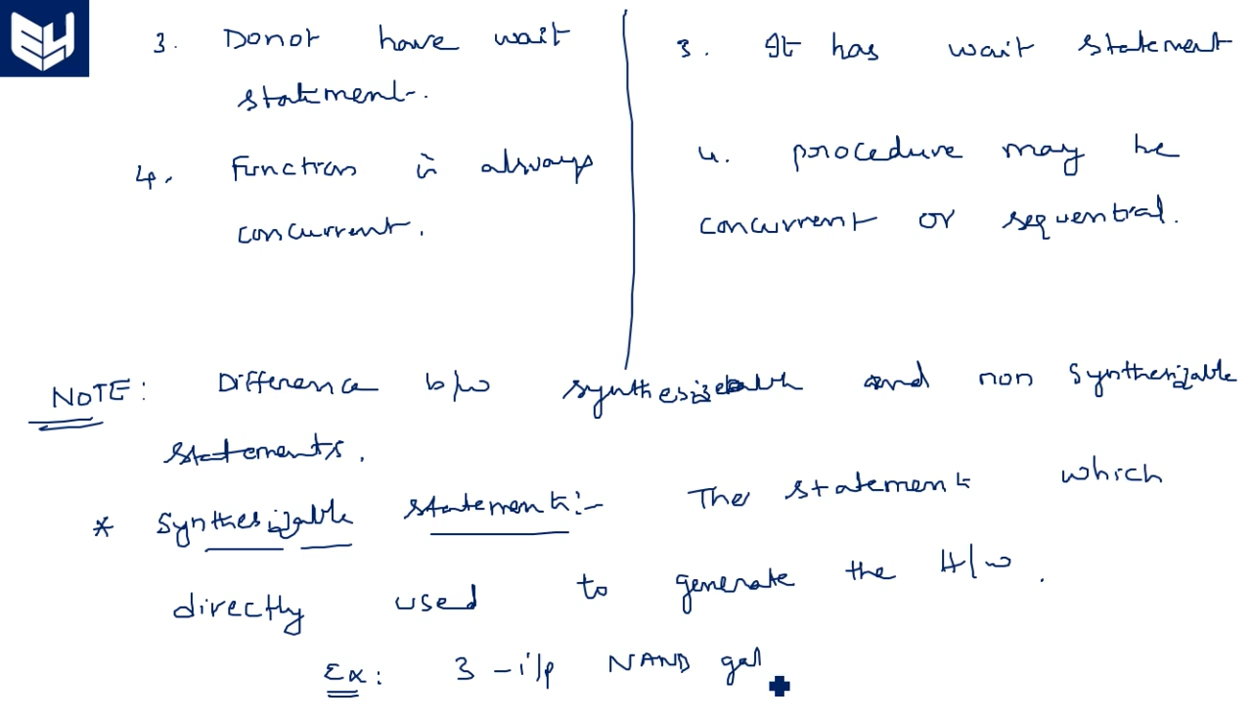 3. Donot have wait
statement.
4. Function is always
concurrent.
3. It has wait statement
4. procedure may be
concurrent or sequential.
NOTE: Difference b/w synthesizable and non synthesizable
statements.
* Synthesizable statements:- The statements which
directly used to generate the H/w.
Ex: 3-i/p NAND gat